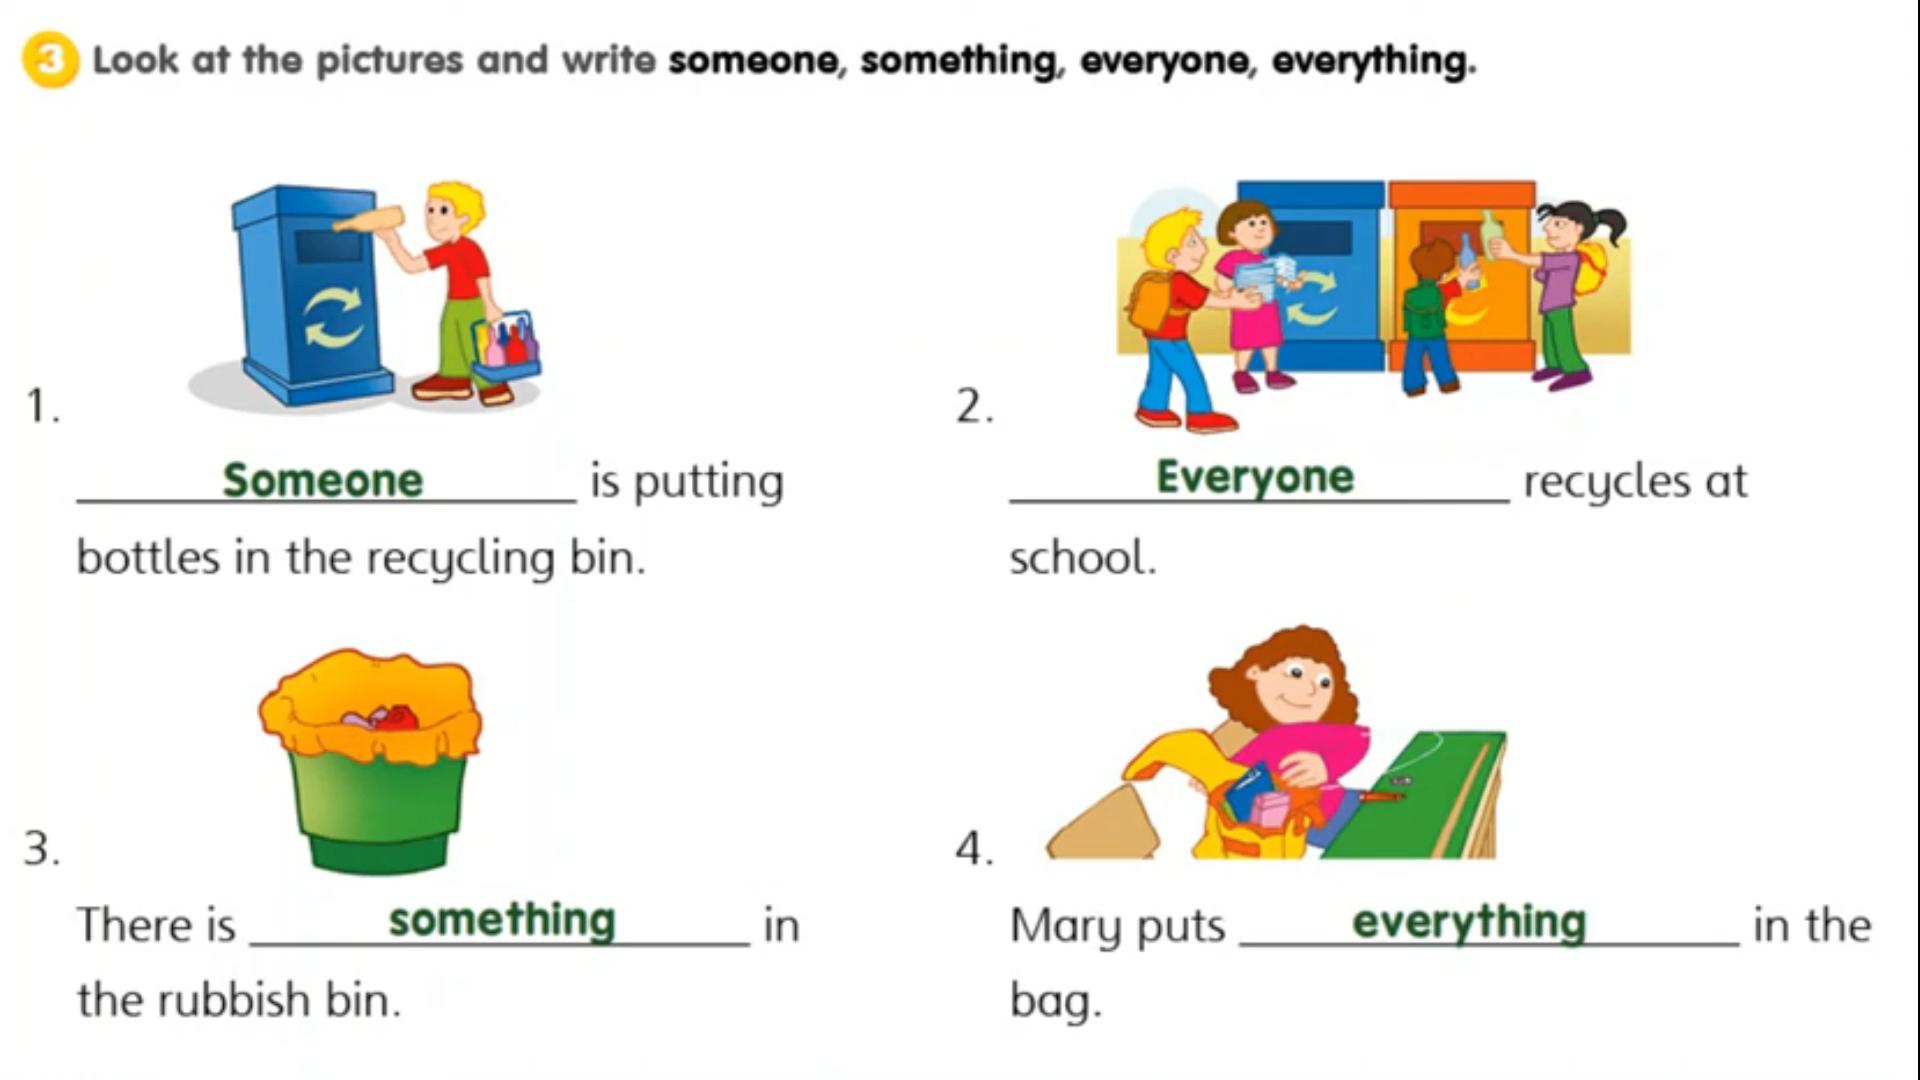 3 Look at the pictures and write someone, something, everyone, everything.
1.
Someone is putting
bottles in the recycling bin.
2.
Everyone recycles at
school.
3.
There is something in
the rubbish bin.
4.
Mary puts everything in the
bag.